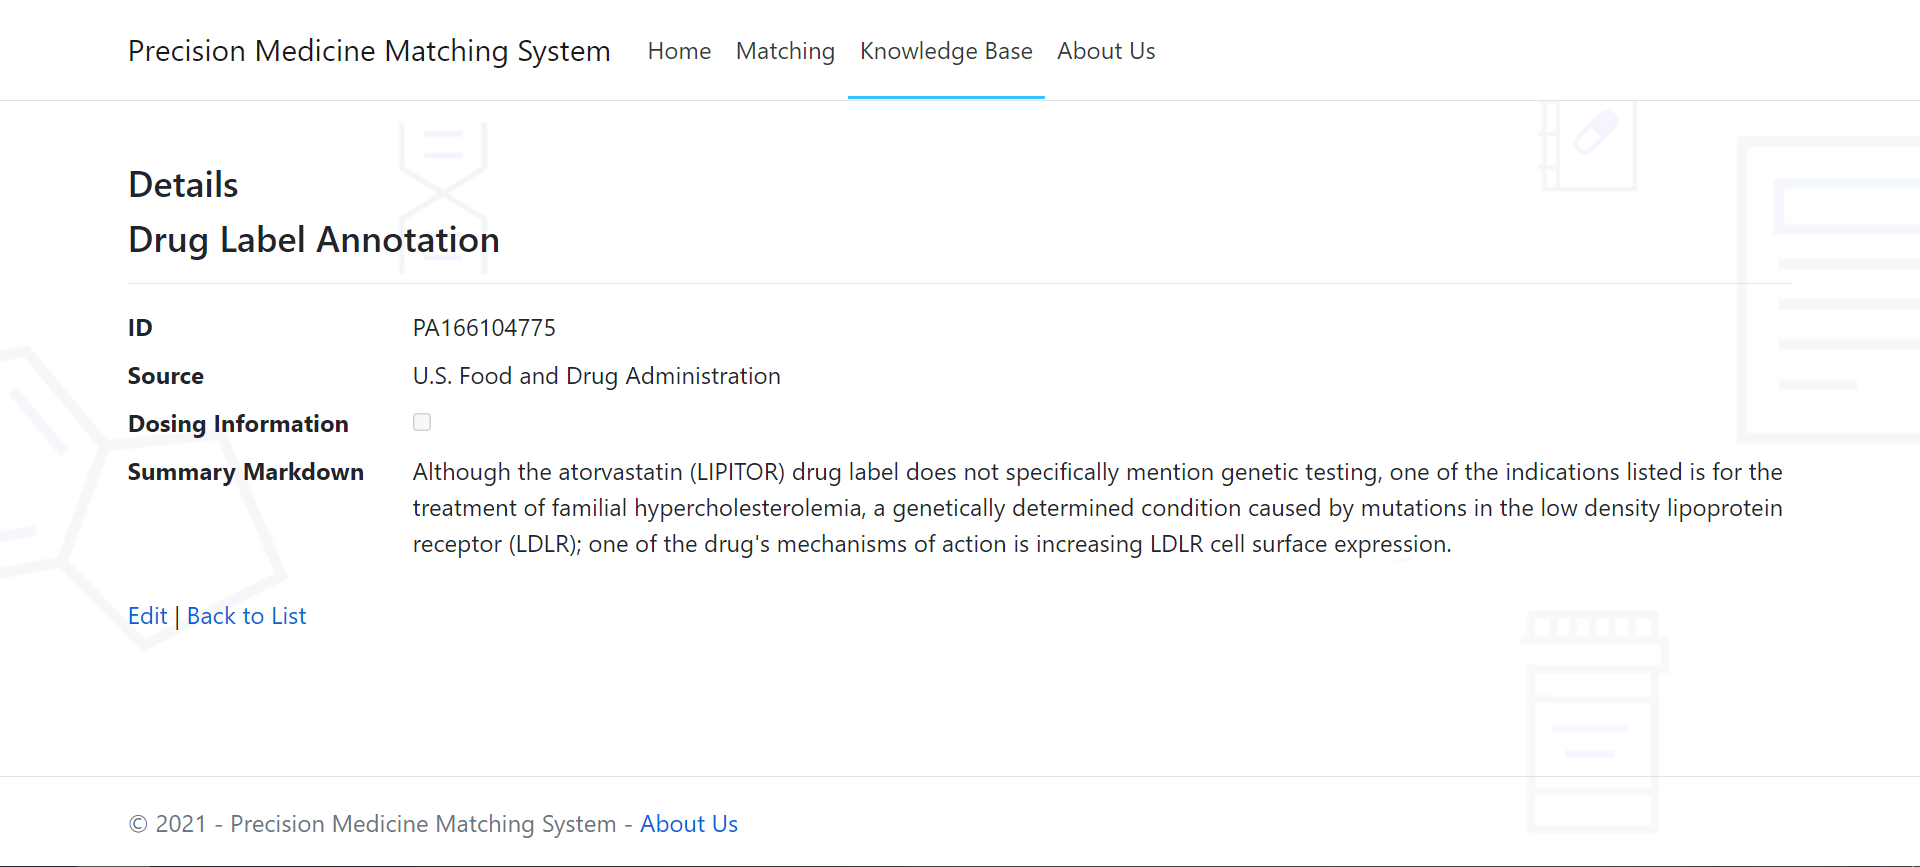 Precision Medicine Matching System Home Matching Knowledge Base About Us
Details
Drug Label Annotation
ID PA166104775
Source U.S. Food and Drug Administration
Dosing Information
Summary Markdown Although the atorvastatin (LIPITOR) drug label does not specifically mention genetic testing, one of the indications listed is for the
treatment of familial hypercholesterolemia, a genetically determined condition caused by mutations in the low density lipoprotein
receptor (LDLR); one of the drug's mechanisms of action is increasing LDLR cell surface expression.
Edit | Back to List
© 2021 - Precision Medicine Matching System - About Us